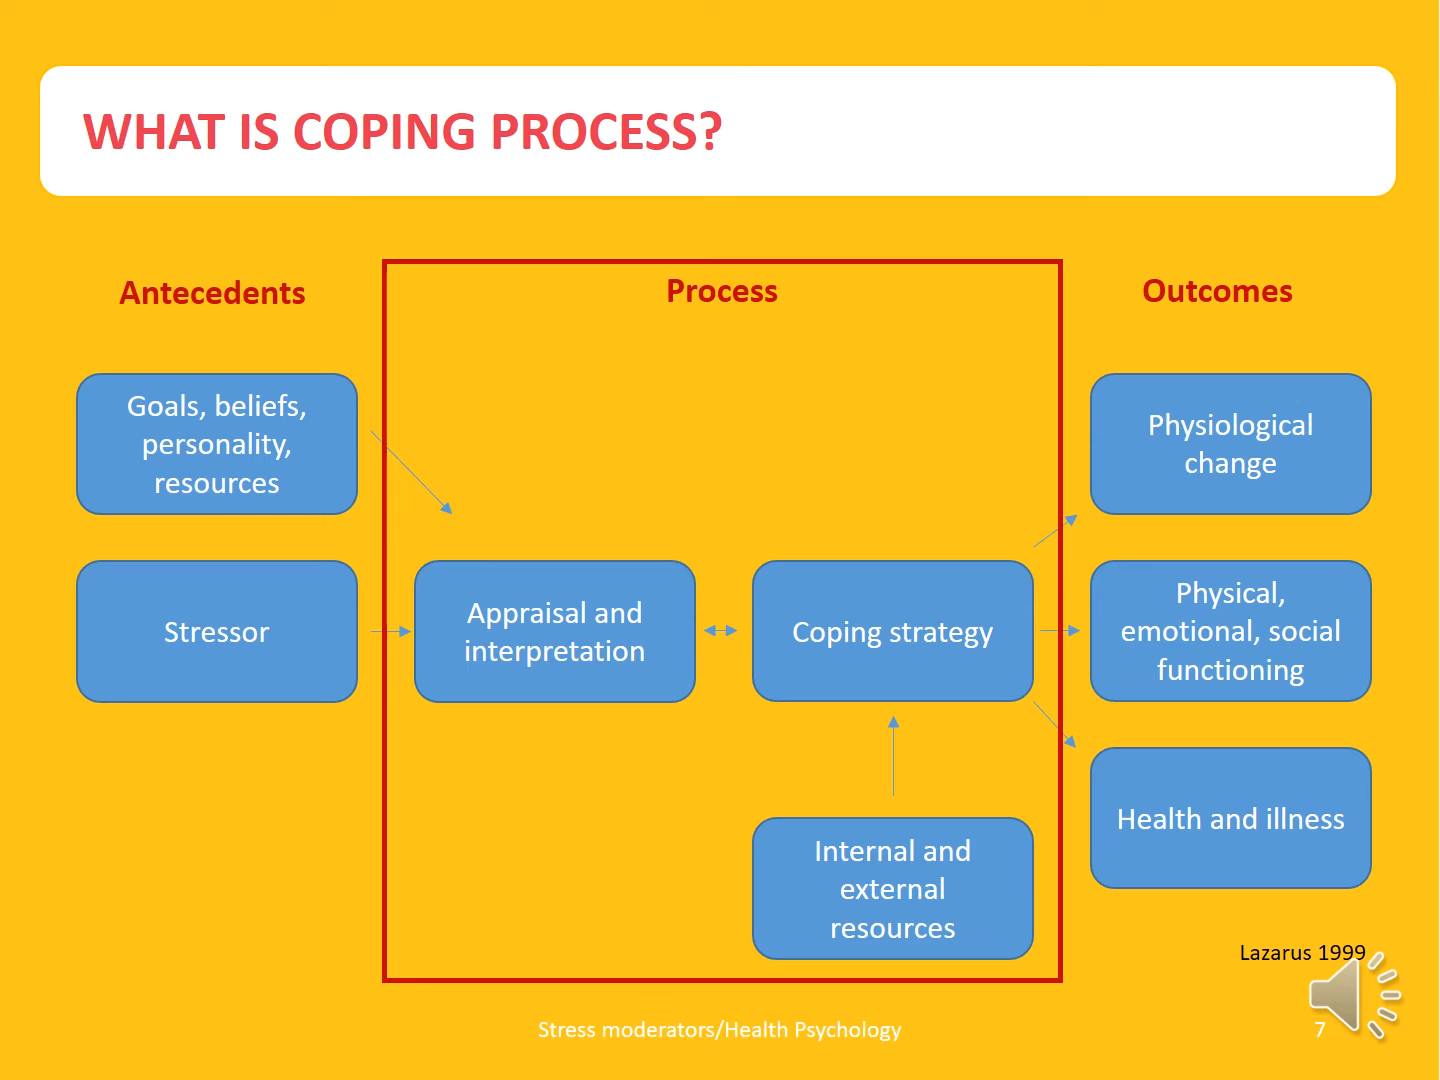 WHAT IS COPING PROCESS?
Antecedents
Process
Outcomes
Goals, beliefs,
personality,
resources
Physiological
change
Stressor
Appraisal and
interpretation
Coping strategy
Physical,
emotional, social
functioning
Internal and
external
resources
Health and illness
Lazarus 1999
Stress moderators/Health Psychology
7